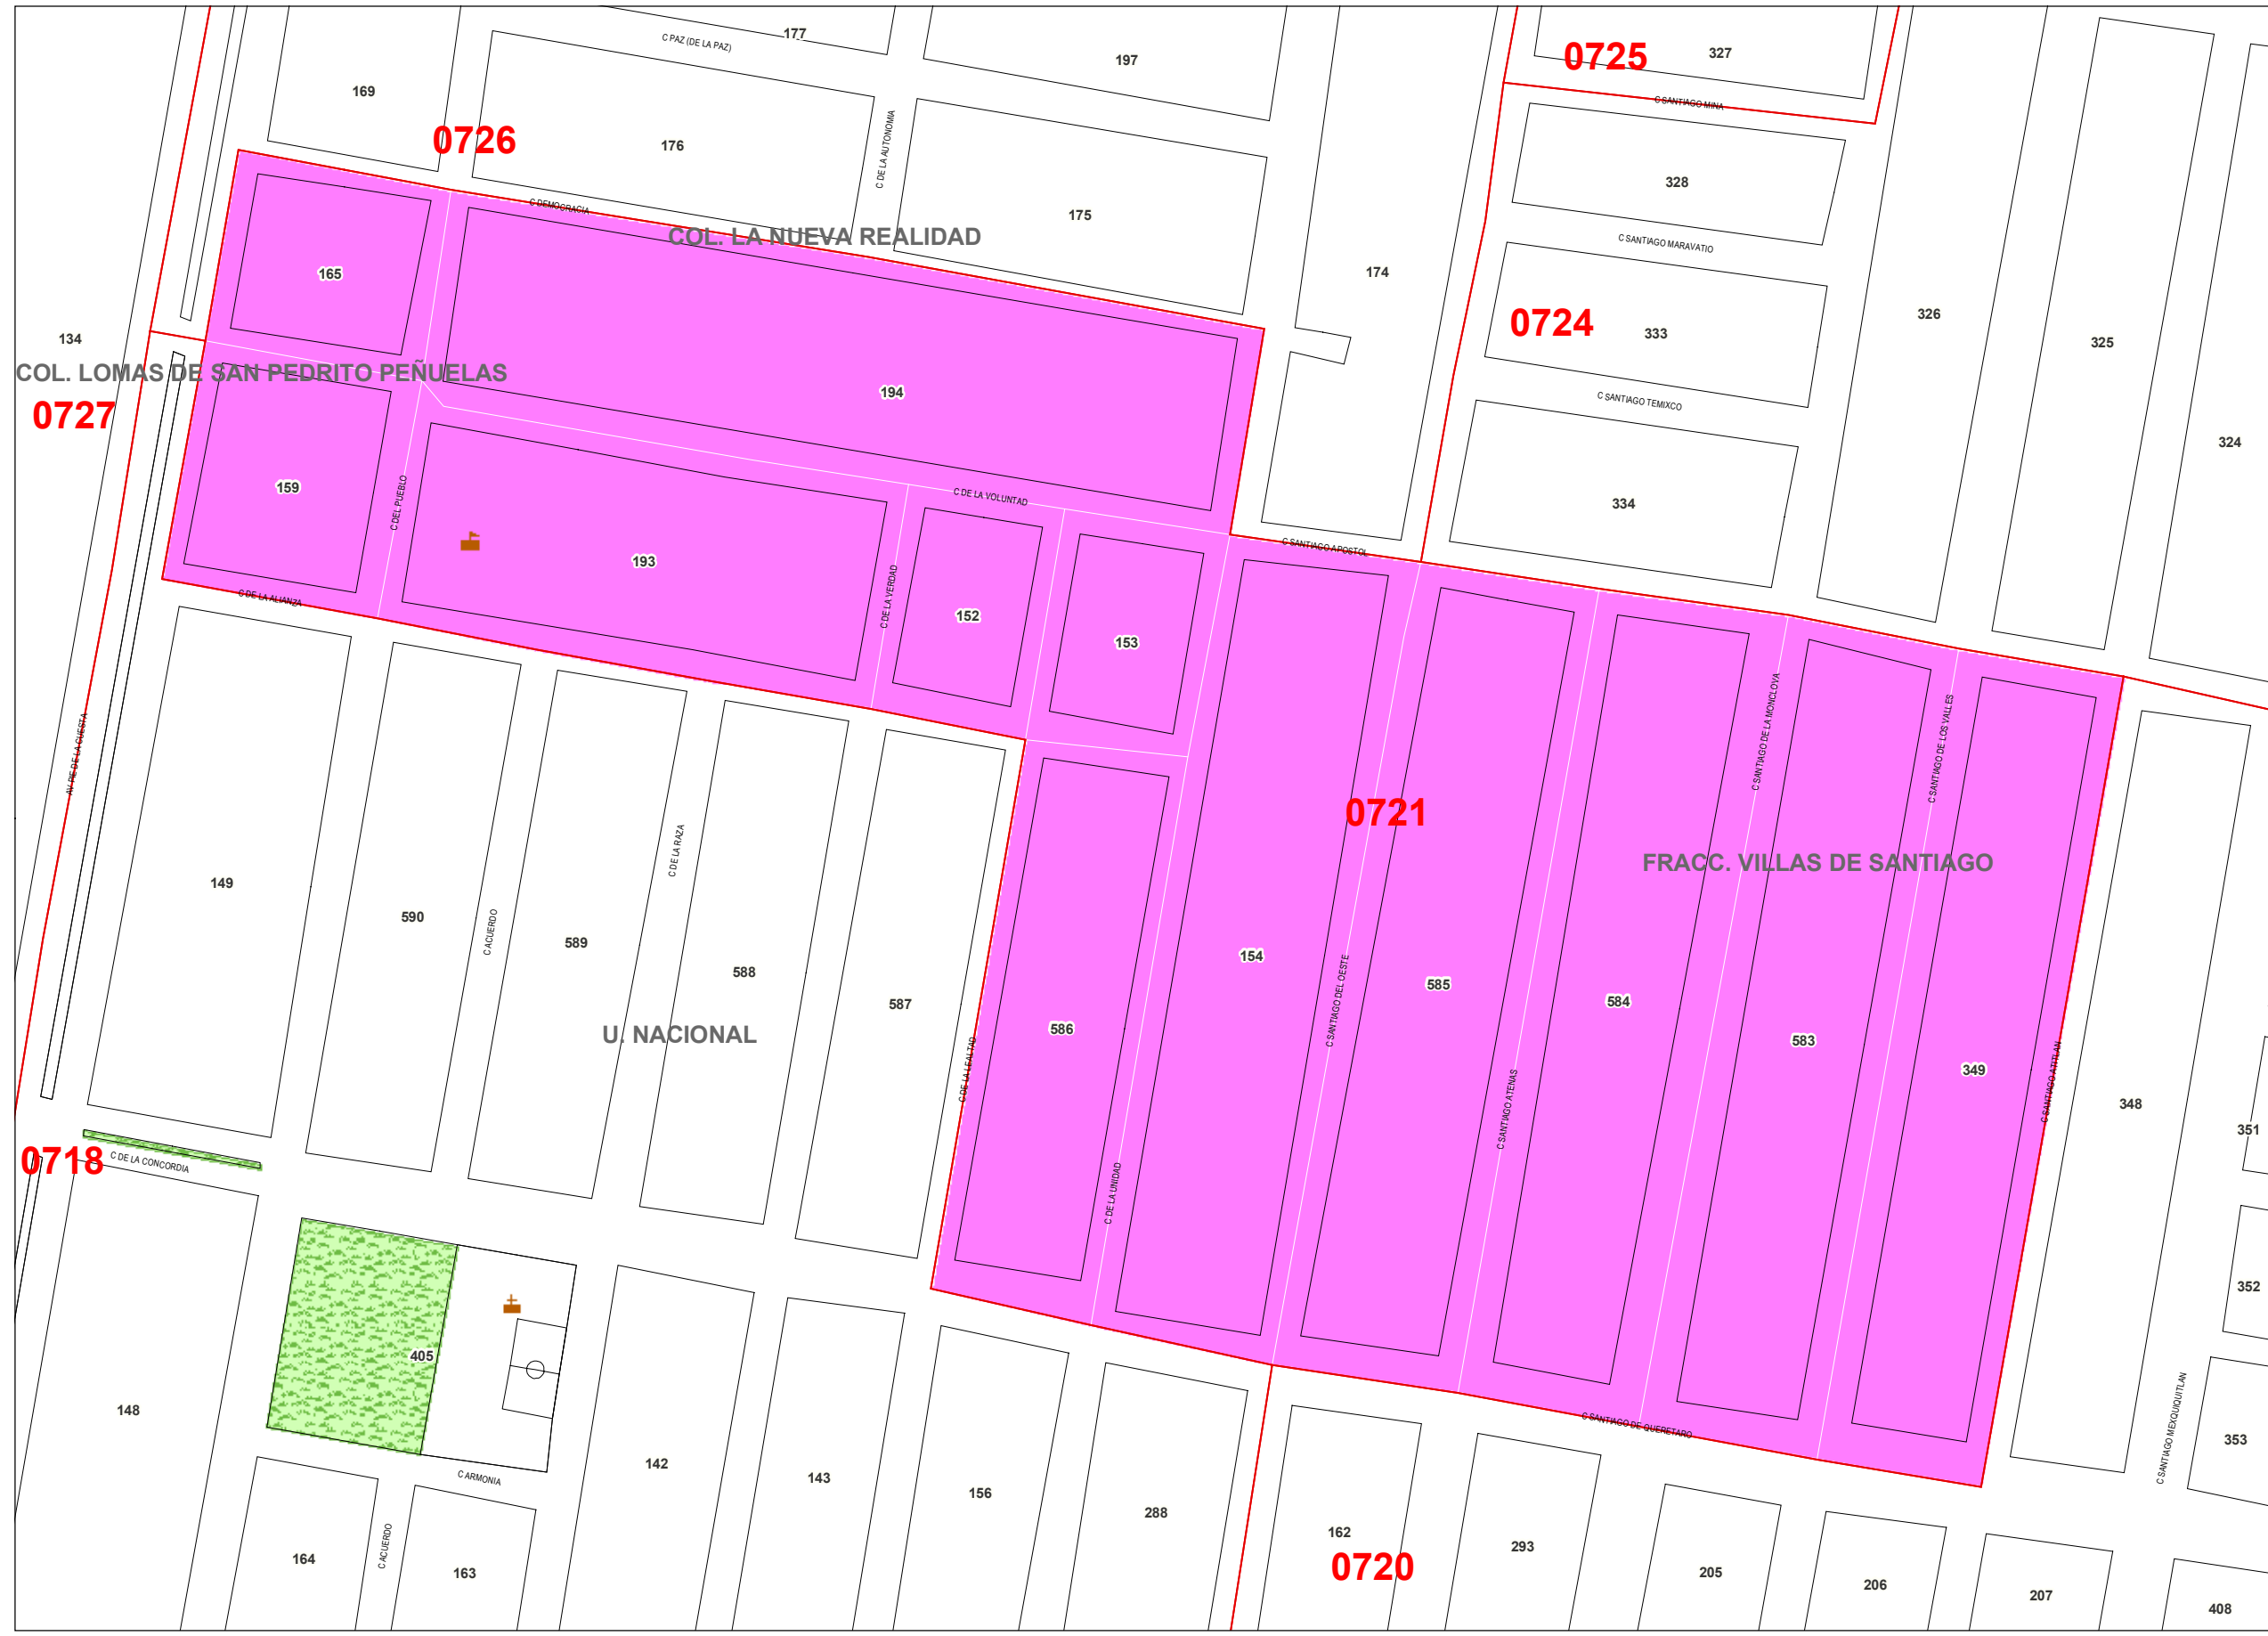 177
C PAZ (DE LA PAZ)
197
327
0725
169
C SANTIAGO MINA
0726
176
C DE LA AUTONOMIA
328
C DEMOCRACIA
175
COL. LA NUEVA REALIDAD
C SANTIAGO MARAVATIO
165
174
326
0724
333
134
325
COL. LOMAS DE SAN PEDRITO PEÑUELAS
194
C SANTIAGO TEMIXCO
0727
324
159
C DEL PUEBLO
C DE LA VOLUNTAD
334
C SANTIAGO APOSTOL
193
C DE LA VERDAD
C DE LA ALIANZA
152
153
C SANTIAGO DE LA MONCLOVA
C SANTIAGO DE LOS VALLES
AV. PIE DE LA CUESTA
0721
C DE LA RAZA
FRACC. VILLAS DE SANTIAGO
149
590
C ACUERDO
589
154
588
585
584
587
C SANTIAGO DEL OESTE
586
U. NACIONAL
583
C DE LA LEALTAD
349
C SANTIAGO ATITLAN
348
C SANTIAGO ATENAS
351
0718
C DE LA CONCORDIA
C DE LA UNIDAD
352
405
148
C SANTIAGO DE QUERETARO
C SANTIAGO MEXQUIQUITLAN
353
142
C ARMONIA
143
156
288
162
293
164
C ACUERDO
163
0720
205
206
207
408